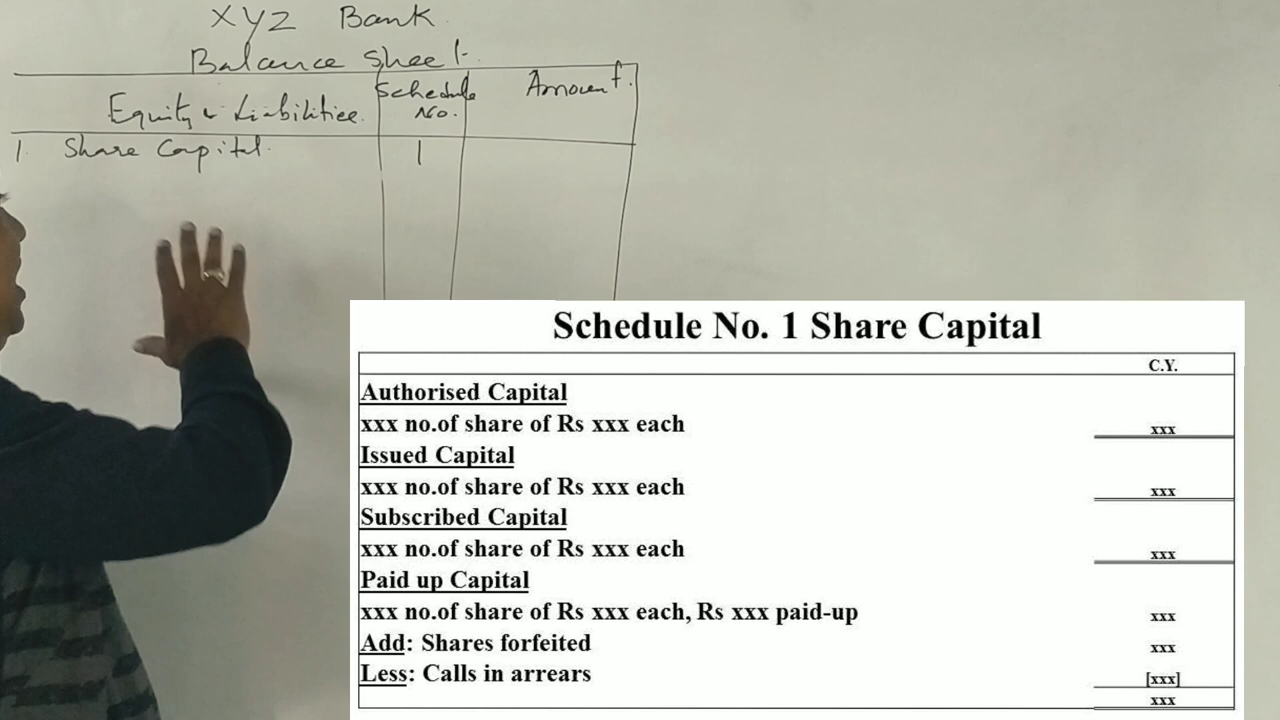 XYZ Bank
Balance Sheet
Equity & Liabilities Schedule No. Amount.
1. Share Capital. 1
Schedule No. 1 Share Capital
C.Y.
Authorised Capital
xxx no.of share of Rs xxx each xxx
Issued Capital
xxx no.of share of Rs xxx each xxx
Subscribed Capital
xxx no.of share of Rs xxx each xxx
Paid up Capital
xxx no.of share of Rs xxx each, Rs xxx paid-up xxx
Add: Shares forfeited xxx
Less: Calls in arrears [xxx]
xxx